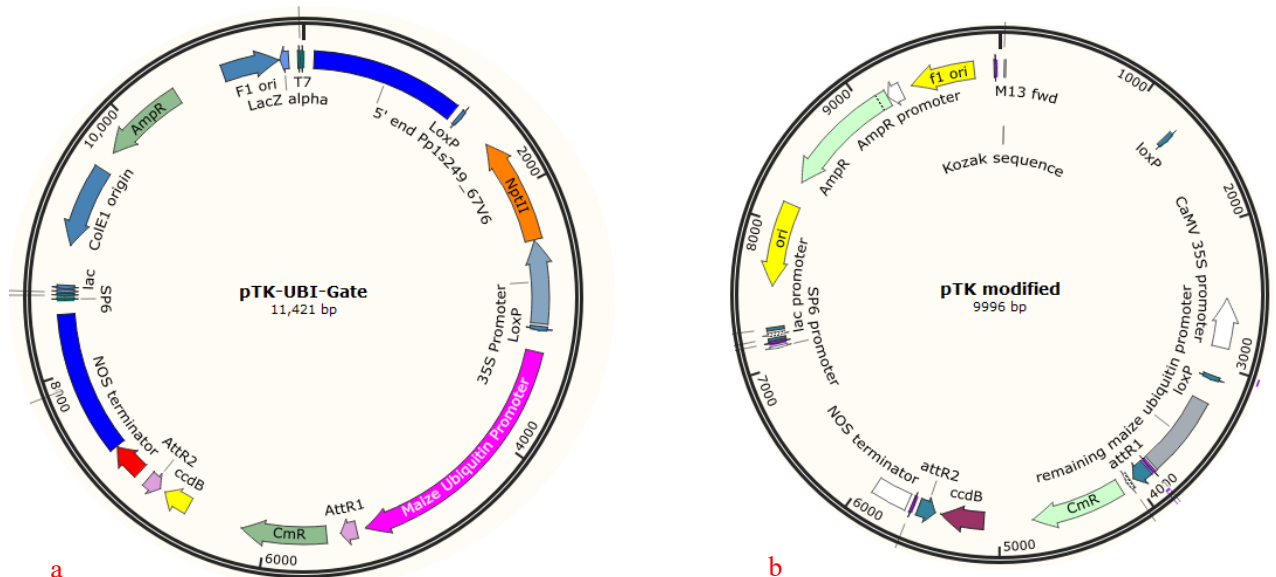 F1 ori
LacZ alpha
T7
5' end Pp1s249_67V6
LoxP
2000
NptII
35S Promoter
LoxP
Maize Ubiquitin Promoter
4000
AttR1
CmR
6000
ccdB
AttR2
NOS terminator
8000
SP6
lac
ColE1 origin
10,000
AmpR
pTK-UBI-Gate
11,421 bp
a
f1 ori
M13 fwd
Kozak sequence
1000
loxP
2000
CaMV 35S promoter
3000
loxP
remaining maize ubiquitin promoter
attR1
4000
CmR
5000
ccdB
attR2
6000
NOS terminator
7000
SP6 promoter
lac promoter
8000
ori
AmpR
9000
AmpR promoter
pTK modified
9996 bp
b